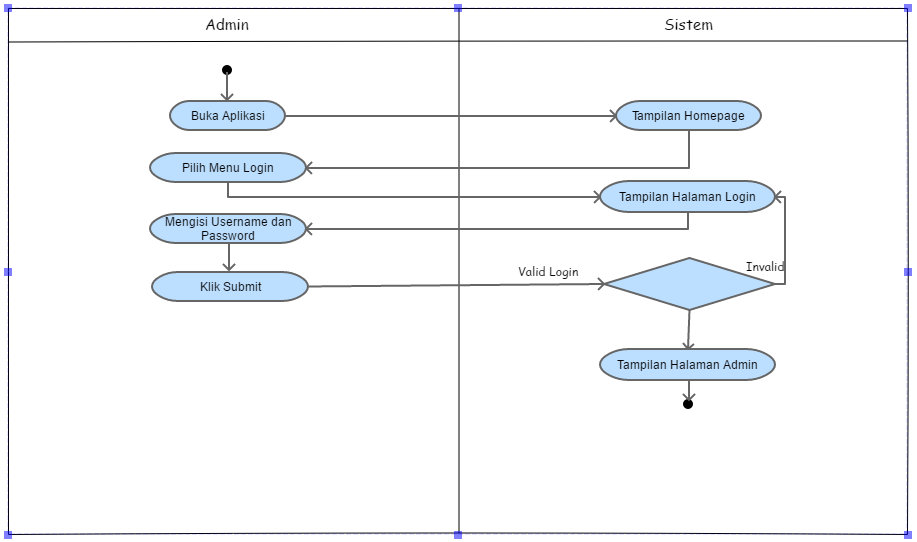 Admin
Sistem
Buka Aplikasi
Tampilan Homepage
Pilih Menu Login
Tampilan Halaman Login
Mengisi Username dan
Password
Klik Submit
Valid Login
Invalid
Tampilan Halaman Admin